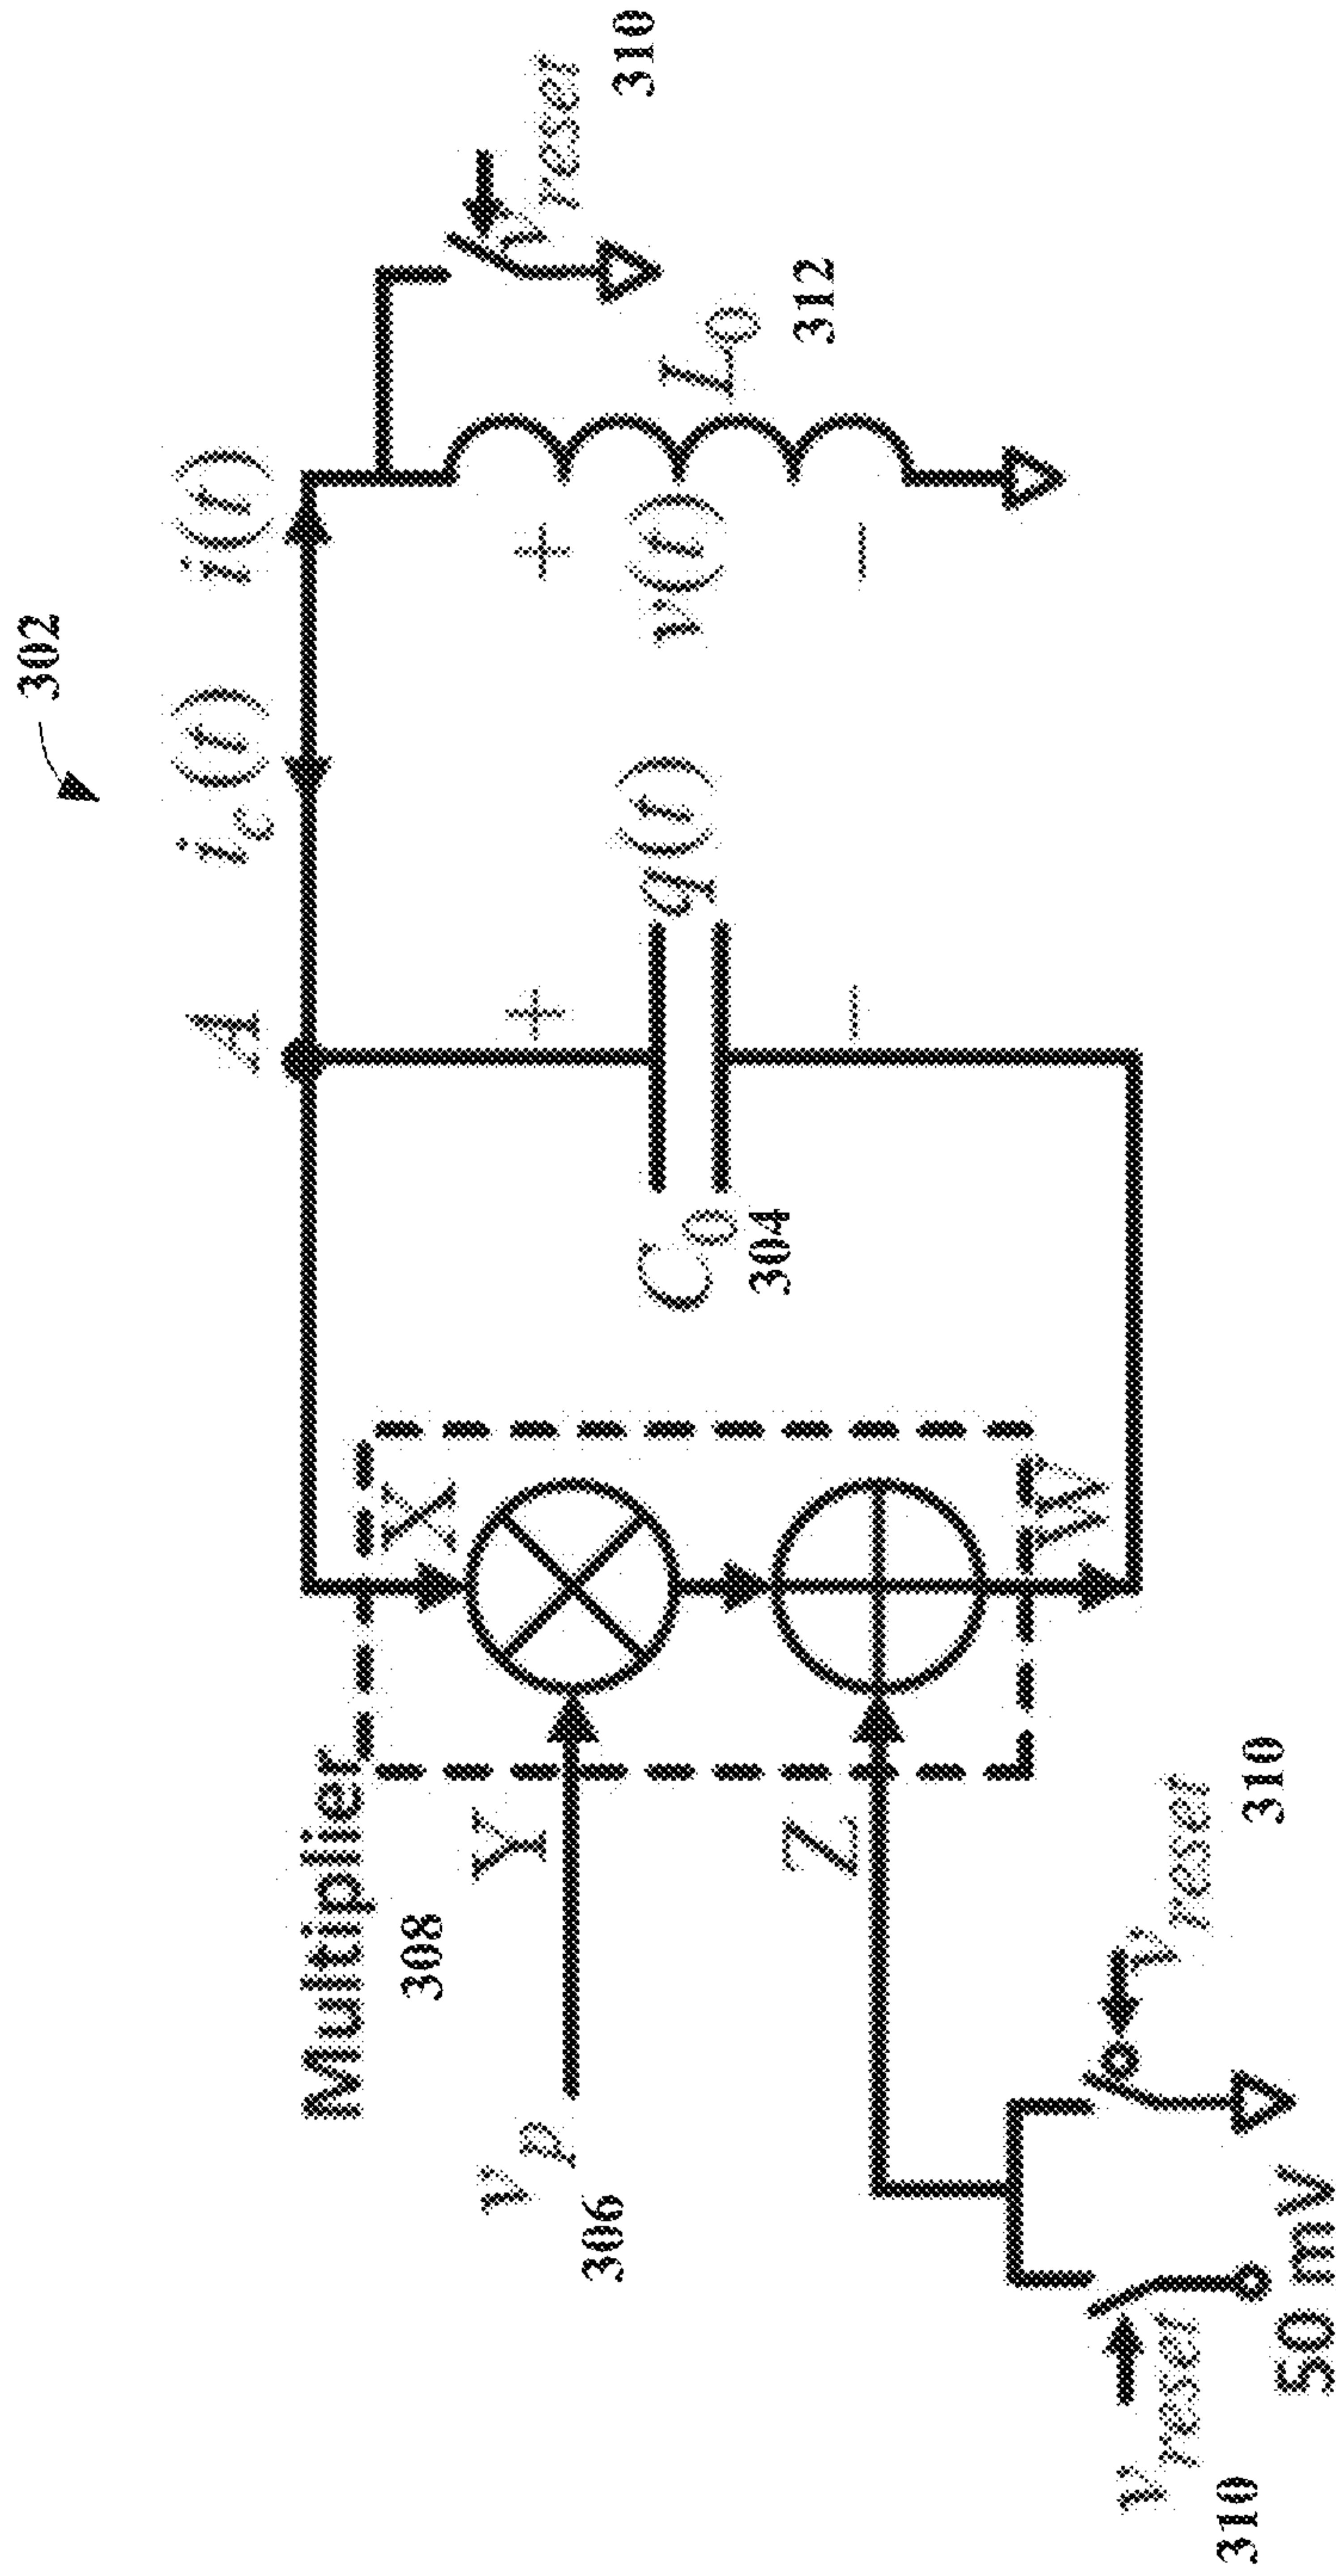 302
A
i_c(t)
i(t)
Multiplier
308
X
Y
v_p
306
Z
W
C_0
304
+
q(t)
−
+
v(t)
−
L_0
312
v_reset
310
v_reset
310
50 mV
v_reset
310